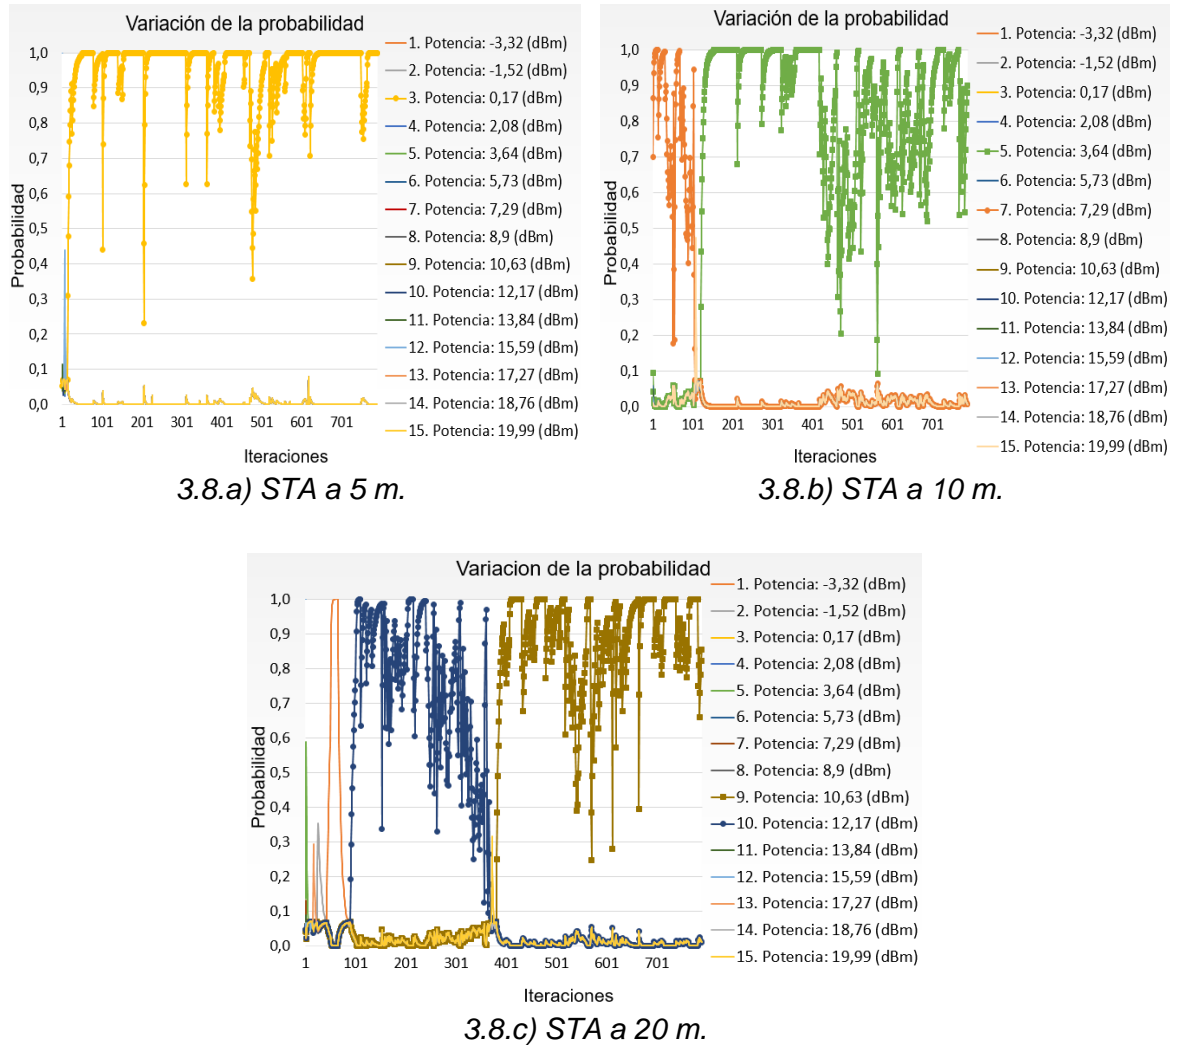 Variación de la probabilidad
Probabilidad
1,0
0,9
0,8
0,7
0,6
0,5
0,4
0,3
0,2
0,1
0,0
1
101
201
301
401
501
601
701
Iteraciones
1. Potencia: -3,32 (dBm)
2. Potencia: -1,52 (dBm)
3. Potencia: 0,17 (dBm)
4. Potencia: 2,08 (dBm)
5. Potencia: 3,64 (dBm)
6. Potencia: 5,73 (dBm)
7. Potencia: 7,29 (dBm)
8. Potencia: 8,9 (dBm)
9. Potencia: 10,63 (dBm)
10. Potencia: 12,17 (dBm)
11. Potencia: 13,84 (dBm)
12. Potencia: 15,59 (dBm)
13. Potencia: 17,27 (dBm)
14. Potencia: 18,76 (dBm)
15. Potencia: 19,99 (dBm)
3.8.a) STA a 5 m.
Variación de la probabilidad
Probabilidad
1,0
0,9
0,8
0,7
0,6
0,5
0,4
0,3
0,2
0,1
0,0
1
101
201
301
401
501
601
701
Iteraciones
1. Potencia: -3,32 (dBm)
2. Potencia: -1,52 (dBm)
3. Potencia: 0,17 (dBm)
4. Potencia: 2,08 (dBm)
5. Potencia: 3,64 (dBm)
6. Potencia: 5,73 (dBm)
7. Potencia: 7,29 (dBm)
8. Potencia: 8,9 (dBm)
9. Potencia: 10,63 (dBm)
10. Potencia: 12,17 (dBm)
11. Potencia: 13,84 (dBm)
12. Potencia: 15,59 (dBm)
13. Potencia: 17,27 (dBm)
14. Potencia: 18,76 (dBm)
15. Potencia: 19,99 (dBm)
3.8.b) STA a 10 m.
Variacion de la probabilidad
Probabilidad
1,0
0,9
0,8
0,7
0,6
0,5
0,4
0,3
0,2
0,1
0,0
1
101
201
301
401
501
601
701
Iteraciones
1. Potencia: -3,32 (dBm)
2. Potencia: -1,52 (dBm)
3. Potencia: 0,17 (dBm)
4. Potencia: 2,08 (dBm)
5. Potencia: 3,64 (dBm)
6. Potencia: 5,73 (dBm)
7. Potencia: 7,29 (dBm)
8. Potencia: 8,9 (dBm)
9. Potencia: 10,63 (dBm)
10. Potencia: 12,17 (dBm)
11. Potencia: 13,84 (dBm)
12. Potencia: 15,59 (dBm)
13. Potencia: 17,27 (dBm)
14. Potencia: 18,76 (dBm)
15. Potencia: 19,99 (dBm)
3.8.c) STA a 20 m.